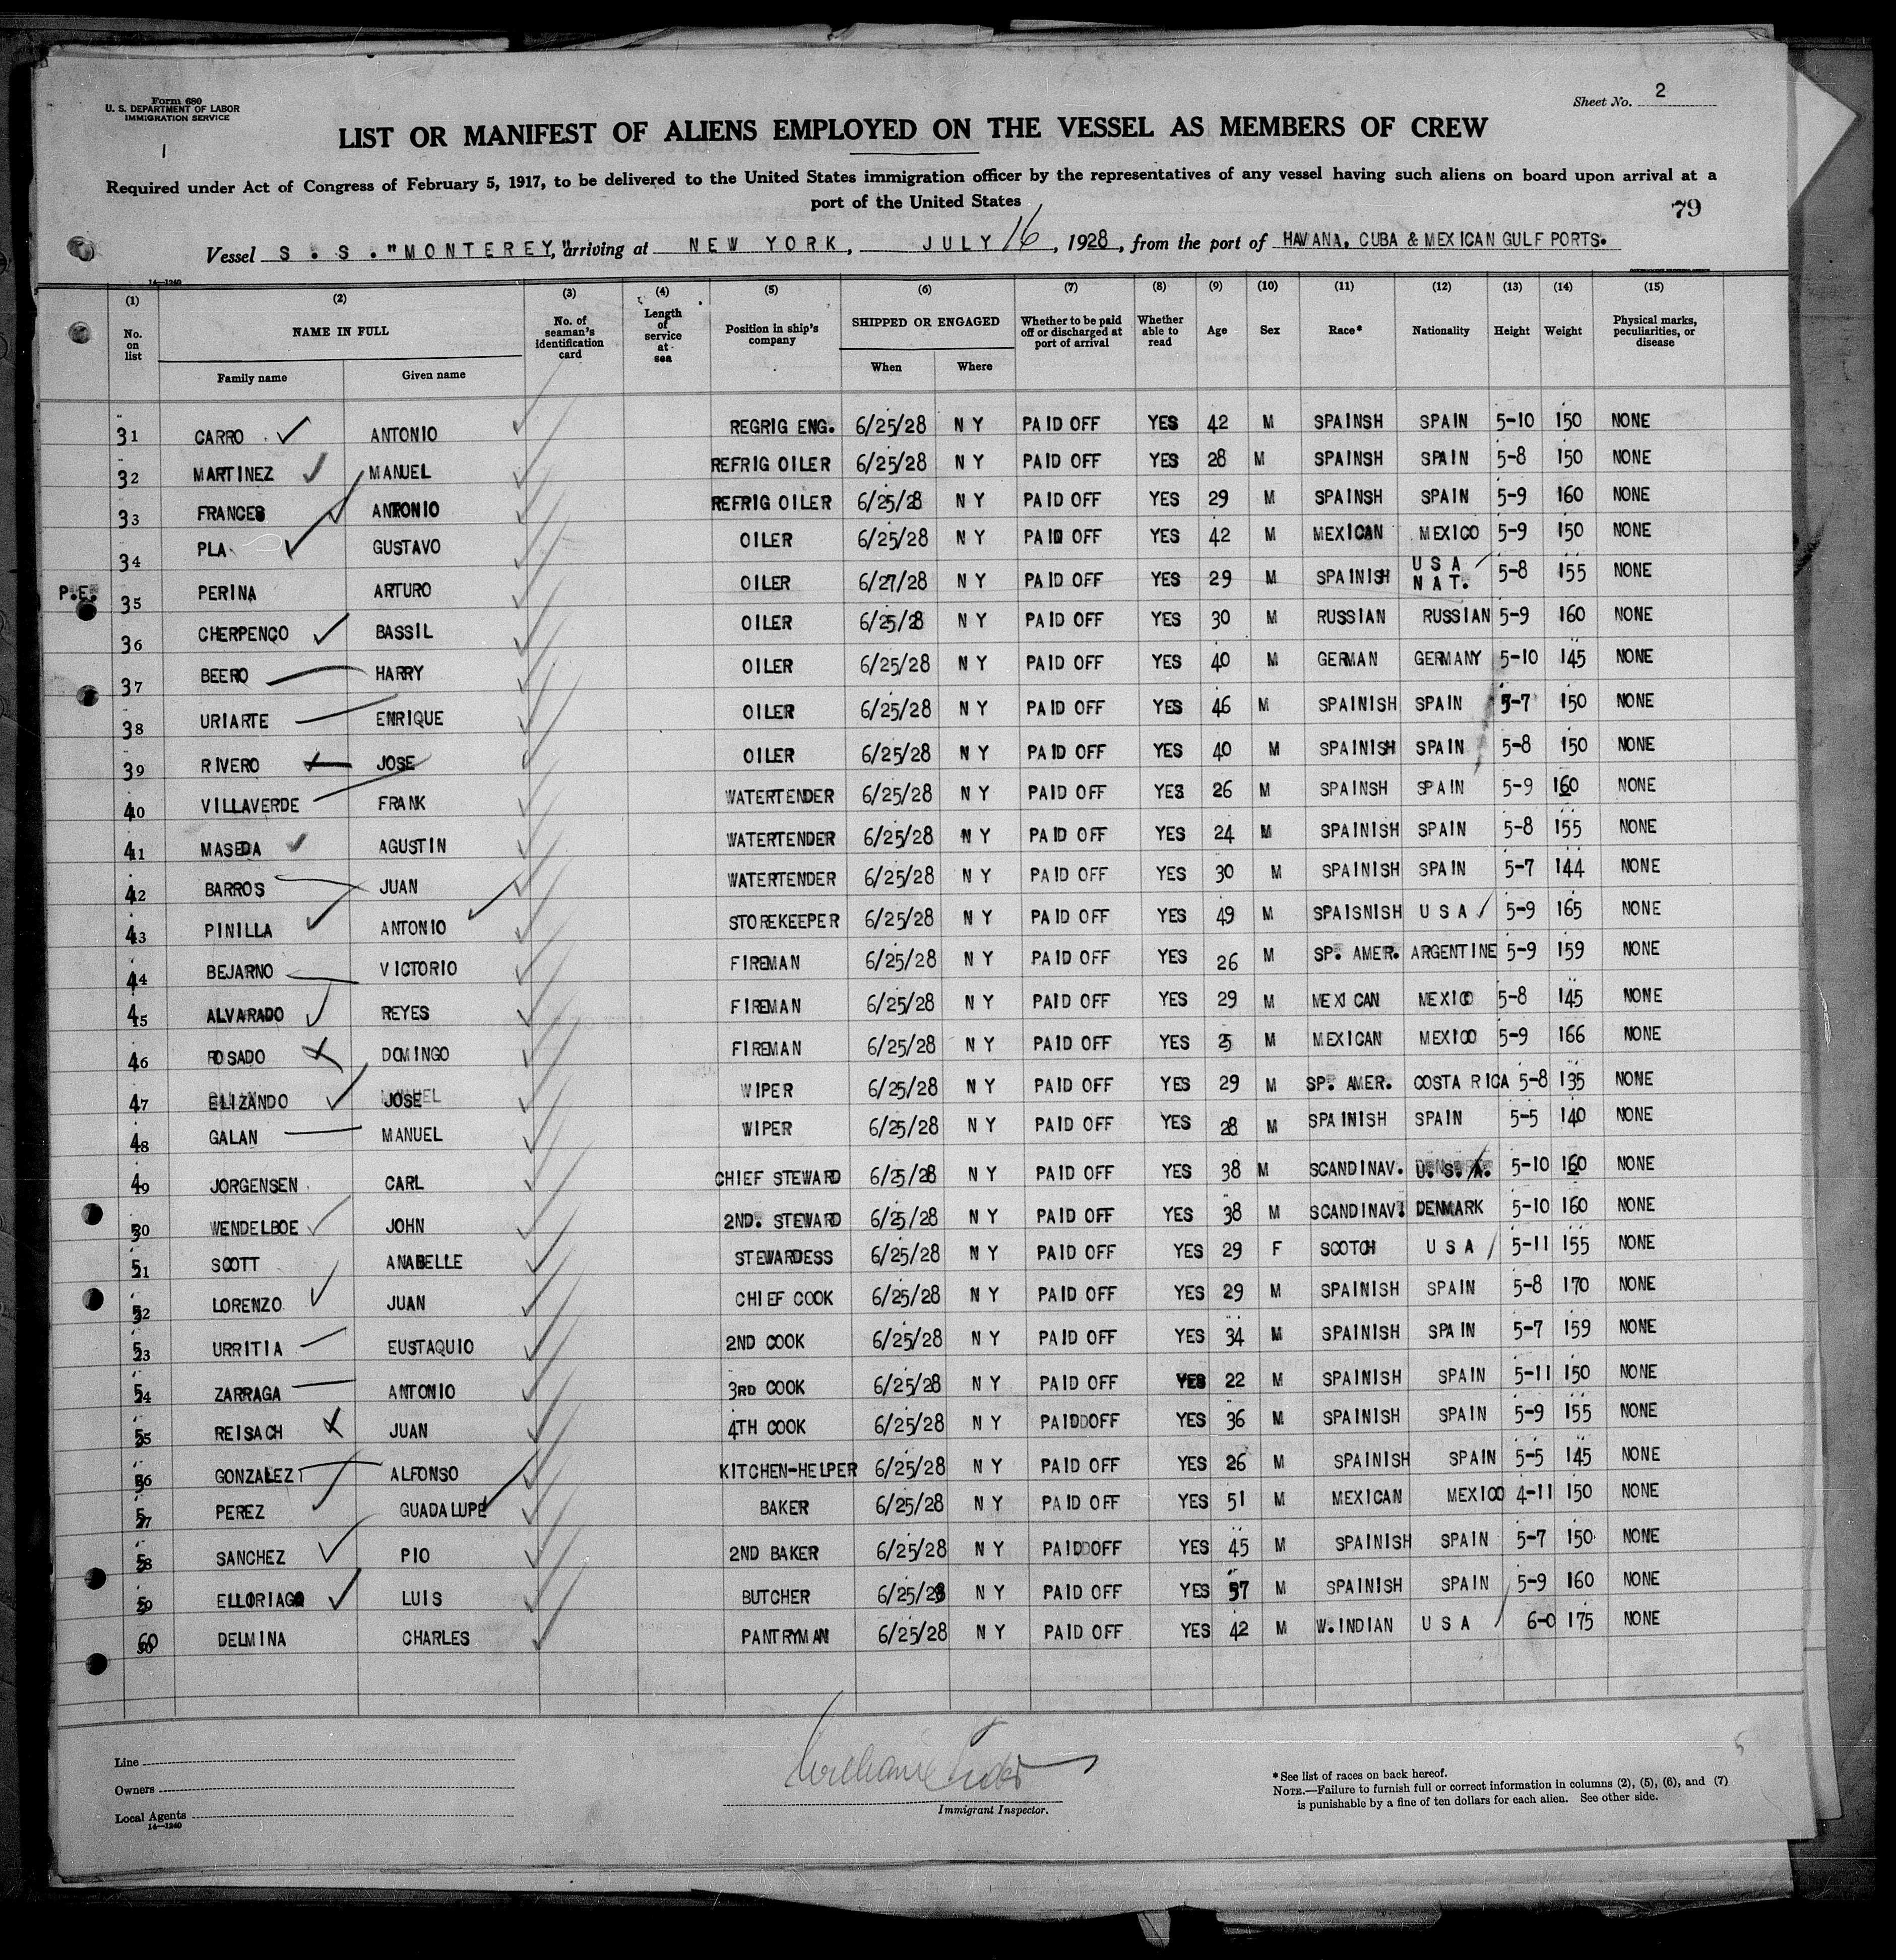 Form 680
U. S. DEPARTMENT OF LABOR
IMMIGRATION SERVICE
Sheet No. 2
LIST OR MANIFEST OF ALIENS EMPLOYED ON THE VESSEL AS MEMBERS OF CREW
Required under Act of Congress of February 5, 1917, to be delivered to the United States immigration officer by the representatives of any vessel having such aliens on board upon arrival at a
port of the United States
79
Vessel S. S. "MONTEREY", arriving at NEW YORK, JULY 16, 1928, from the port of HAVANA, CUBA & MEXICAN GULF PORTS.
14—1240
(1) (2) (3) (4) (5) (6) (7) (8) (9) (10) (11) (12) (13) (14) (15)
No. on list NAME IN FULL Family name Given name No. of seaman's identification card Length of service at sea Position in ship's company SHIPPED OR ENGAGED When Where Whether to be paid off or discharged at port of arrival Whether able to read Age Sex Race* Nationality Height Weight Physical marks, peculiarities, or disease
31 CARRO ANTONIO REGRIG ENG. 6/25/28 N Y PAID OFF YES 42 M SPAINSH SPAIN 5-10 150 NONE
32 MARTINEZ MANUEL REFRIG OILER 6/25/28 N Y PAID OFF YES 28 M SPAINSH SPAIN 5-8 150 NONE
33 FRANCES ANTONIO REFRIG OILER 6/25/28 N Y PAID OFF YES 29 M SPAINSH SPAIN 5-9 160 NONE
34 PLA GUSTAVO OILER 6/25/28 N Y PAID OFF YES 42 M MEXICAN MEXICO 5-9 150 NONE
P.E. 35 PERINA ARTURO OILER 6/27/28 N Y PAID OFF YES 29 M SPAINISH U S A NAT. 5-8 155 NONE
36 CHERPENCO BASSIL OILER 6/25/28 N Y PAID OFF YES 30 M RUSSIAN RUSSIAN 5-9 160 NONE
37 BEERO HARRY OILER 6/25/28 N Y PAID OFF YES 40 M GERMAN GERMANY 5-10 145 NONE
38 URIARTE ENRIQUE OILER 6/25/28 N Y PAID OFF YES 46 M SPAINISH SPAIN 5-7 150 NONE
39 RIVERO JOSE OILER 6/25/28 N Y PAID OFF YES 40 M SPAINISH SPAIN 5-8 150 NONE
40 VILLAVERDE FRANK WATERTENDER 6/25/28 N Y PAID OFF YES 26 M SPAINSH SPAIN 5-9 160 NONE
41 MASEDA AGUSTIN WATERTENDER 6/25/28 N Y PAID OFF YES 24 M SPAINISH SPAIN 5-8 155 NONE
42 BARROS JUAN WATERTENDER 6/25/28 N Y PAID OFF YES 30 M SPAINISH SPAIN 5-7 144 NONE
43 PINILLA ANTONIO STOREKEEPER 6/25/28 N Y PAID OFF YES 49 M SPAISNISH U S A 5-9 165 NONE
44 BEJARNO VICTORIO FIREMAN 6/25/28 N Y PAID OFF YES 26 M SP. AMER. ARGENTINE 5-9 159 NONE
45 ALVARADO REYES FIREMAN 6/25/28 N Y PAID OFF YES 29 M MEXICAN MEXICO 5-8 145 NONE
46 ROSADO DOMINGO FIREMAN 6/25/28 N Y PAID OFF YES 25 M MEXICAN MEXICO 5-9 166 NONE
47 ELIZANDO JOSE WIPER 6/25/28 N Y PAID OFF YES 29 M SP. AMER. COSTA RICA 5-8 135 NONE
48 GALAN MANUEL WIPER 6/25/28 N Y PAID OFF YES 28 M SPAINISH SPAIN 5-5 140 NONE
49 JORGENSEN CARL CHIEF STEWARD 6/25/28 N Y PAID OFF YES 38 M SCANDINAV. U. S. A. 5-10 160 NONE
50 WENDELBOE JOHN 2ND. STEWARD 6/25/28 N Y PAID OFF YES 38 M SCANDINAV. DENMARK 5-10 160 NONE
51 SCOTT ANABELLE STEWARDESS 6/25/28 N Y PAID OFF YES 29 F SCOTCH U S A 5-11 155 NONE
52 LORENZO JUAN CHIEF COOK 6/25/28 N Y PAID OFF YES 29 M SPAINISH SPAIN 5-8 170 NONE
53 URRITIA EUSTAQUIO 2ND COOK 6/25/28 N Y PAID OFF YES 34 M SPAINISH SPAIN 5-7 159 NONE
54 ZARRAGA ANTONIO 3RD COOK 6/25/28 N Y PAID OFF YES 22 M SPAINISH SPAIN 5-11 150 NONE
55 REISACH JUAN 4TH COOK 6/25/28 N Y PAIDDOFF YES 36 M SPAINISH SPAIN 5-9 155 NONE
56 GONZALEZ ALFONSO KITCHEN-HELPER 6/25/28 N Y PAID OFF YES 26 M SPAINISH SPAIN 5-5 145 NONE
57 PEREZ GUADALUPE BAKER 6/25/28 N Y PAID OFF YES 51 M MEXICAN MEXICO 4-11 150 NONE
58 SANCHEZ PIO 2ND BAKER 6/25/28 N Y PAIDDOFF YES 45 M SPAINISH SPAIN 5-7 150 NONE
59 ELLORIAGA LUIS BUTCHER 6/25/28 N Y PAID OFF YES 37 M SPAINISH SPAIN 5-9 160 NONE
60 DELMINA CHARLES PANTRYMAN 6/25/28 N Y PAID OFF YES 42 M W.INDIAN U S A 6-0 175 NONE
Line
Owners
Local Agents
14—1240
Immigrant Inspector.
*See list of races on back hereof.
NOTE.—Failure to furnish full or correct information in columns (2), (5), (6), and (7)
is punishable by a fine of ten dollars for each alien. See other side.